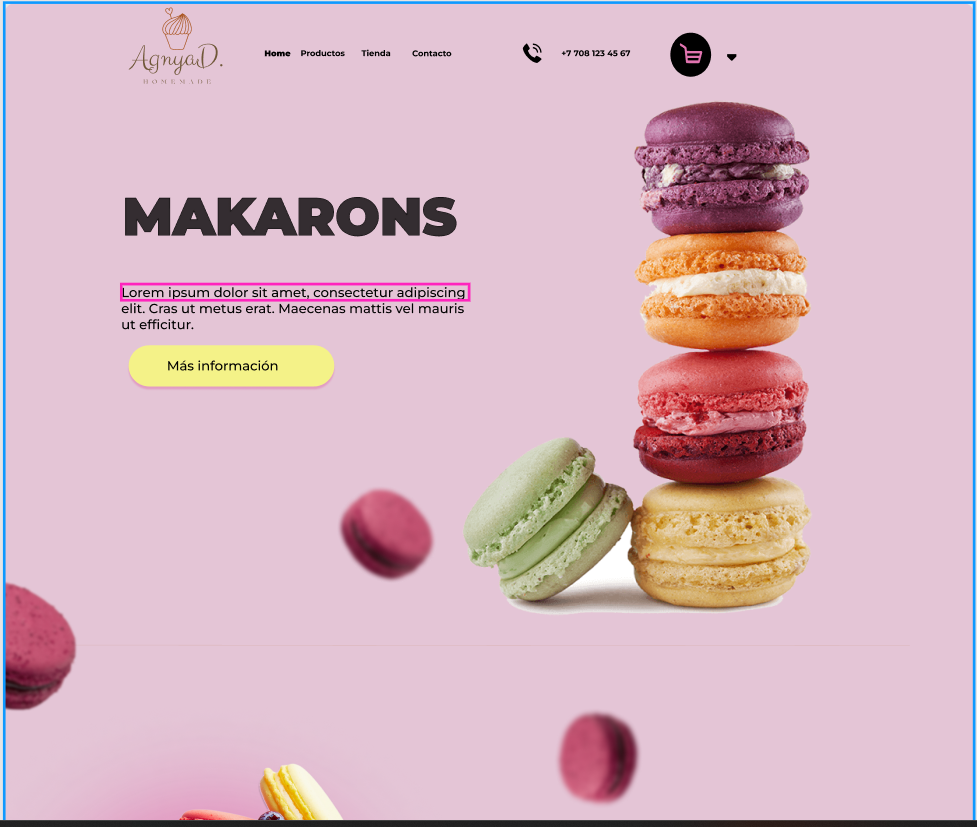 AgnyaD.
HOMEMADE
Home Productos Tienda Contacto +7 708 123 45 67
MAKARONS
Lorem ipsum dolor sit amet, consectetur adipiscing
elit. Cras ut metus erat. Maecenas mattis vel mauris
ut efficitur.
Más información